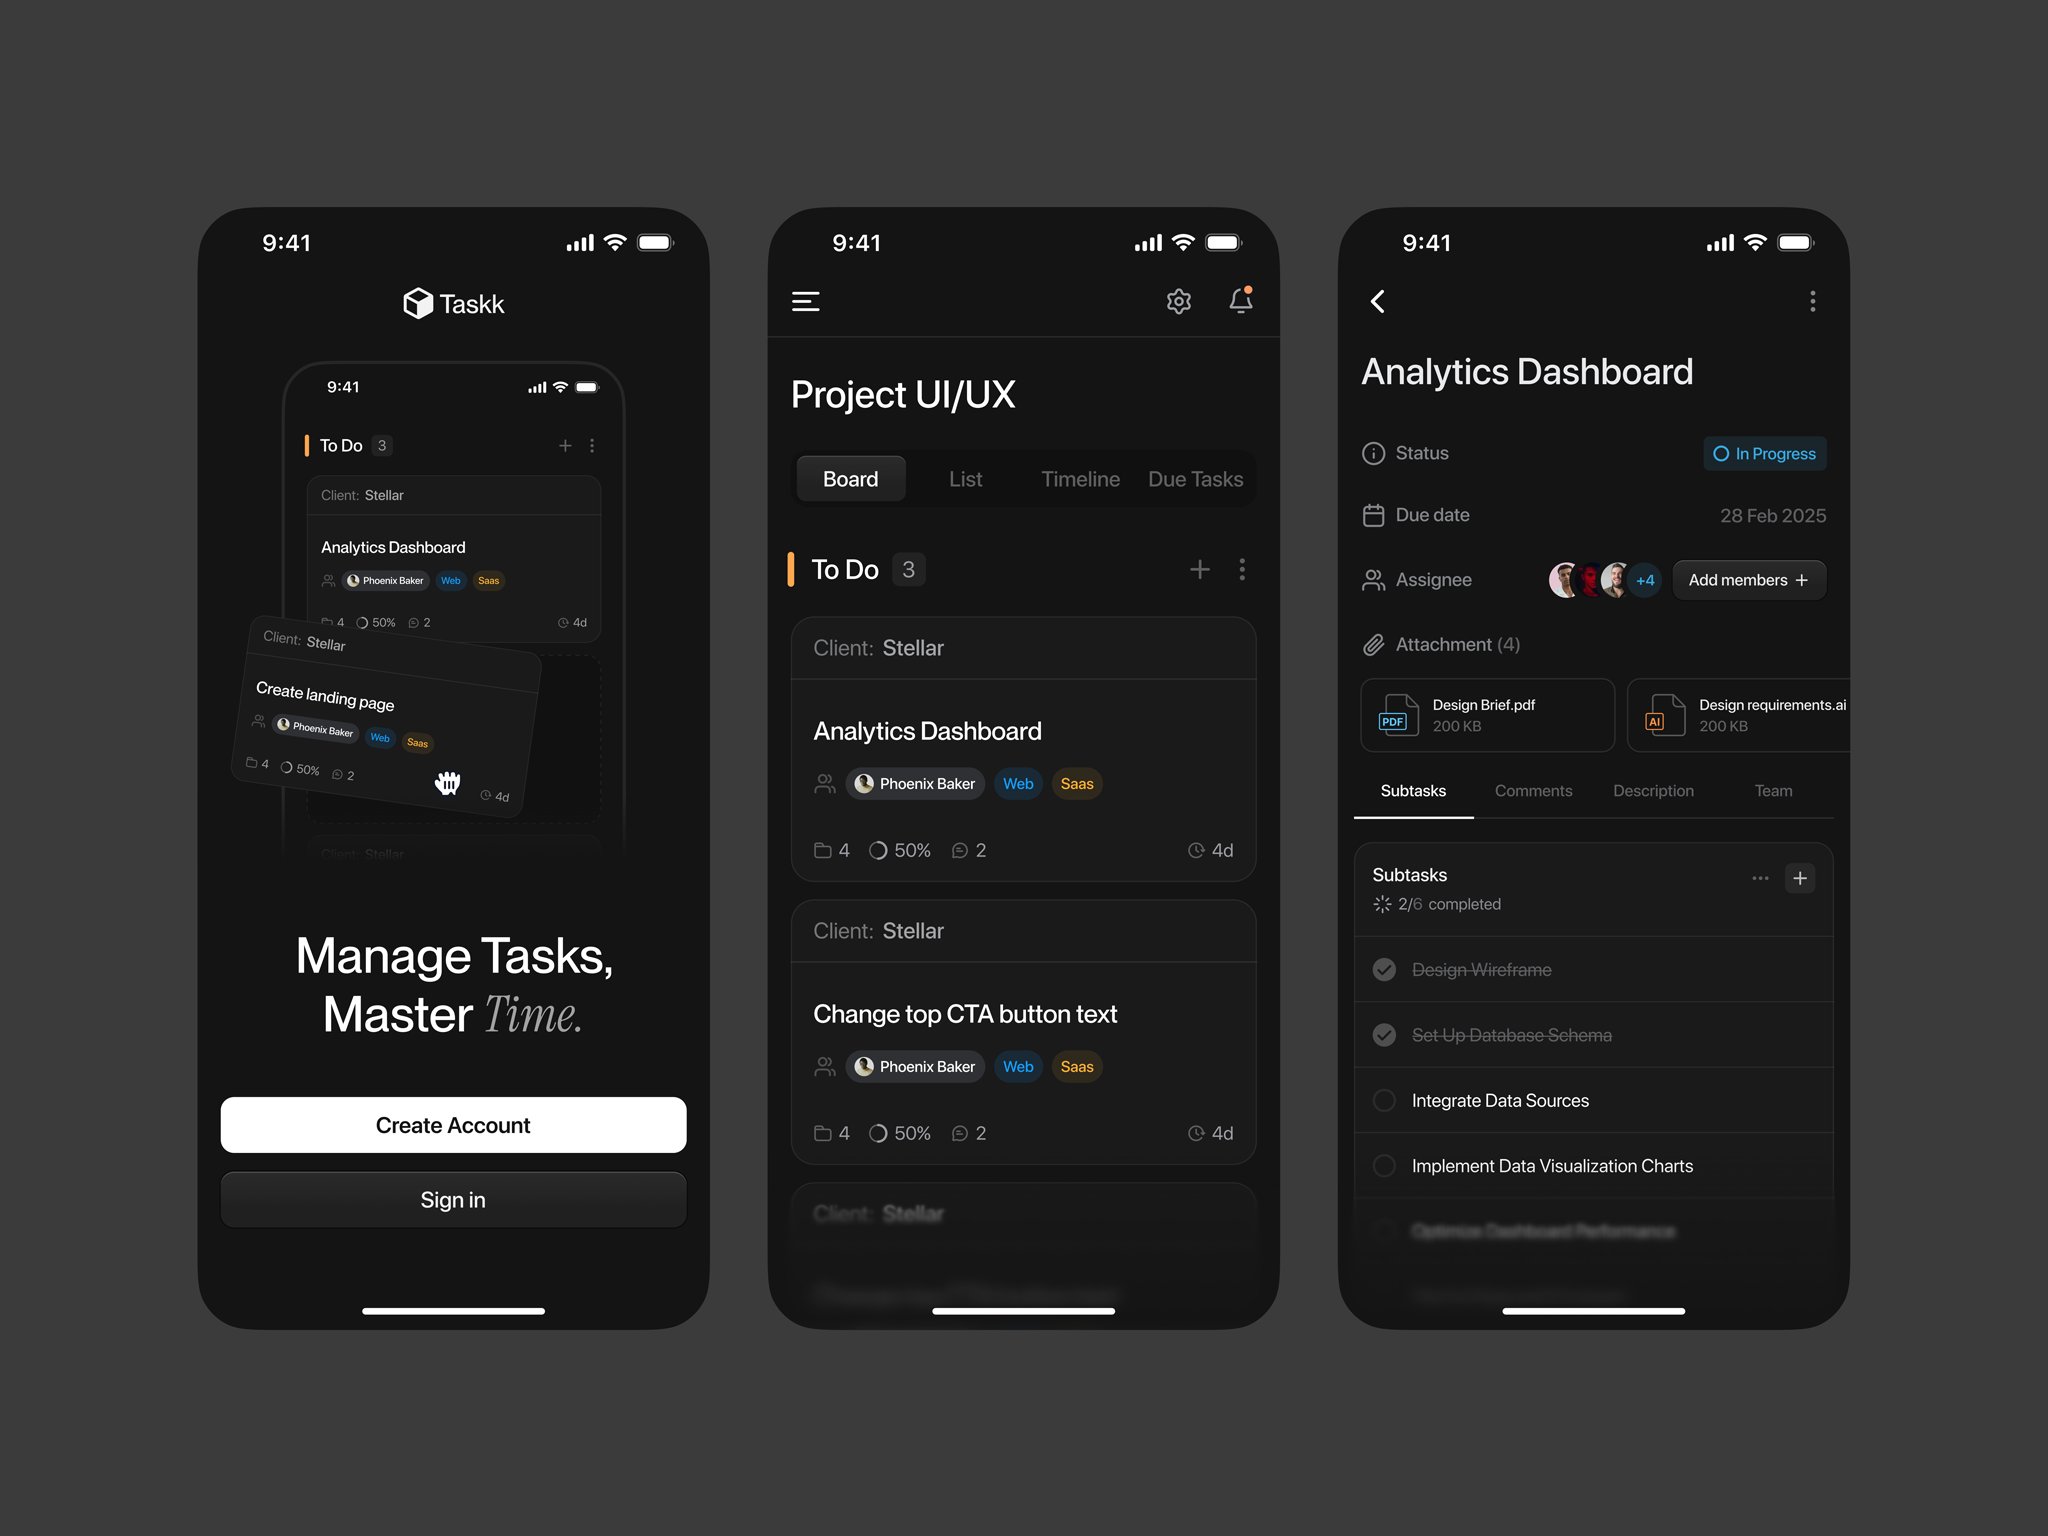 9:41
Taskk
9:41
To Do 3
Client: Stellar
Analytics Dashboard
Phoenix Baker Web Saas
4 50% 2 4d
Client: Stellar
Create landing page
Phoenix Baker Web Saas
4 50% 2 4d
Client: Stellar
Manage Tasks,
Master Time.
Create Account
Sign in
9:41
Project UI/UX
Board List Timeline Due Tasks
To Do 3
Client: Stellar
Analytics Dashboard
Phoenix Baker Web Saas
4 50% 2 4d
Client: Stellar
Change top CTA button text
Phoenix Baker Web Saas
4 50% 2 4d
Client: Stellar
9:41
Analytics Dashboard
Status In Progress
Due date 28 Feb 2025
Assignee +4 Add members +
Attachment (4)
PDF Design Brief.pdf
200 KB
AI Design requirements.ai
200 KB
Subtasks Comments Description Team
Subtasks
2/6 completed
Design Wireframe
Set Up Database Schema
Integrate Data Sources
Implement Data Visualization Charts
Optimize Dashboard Performance